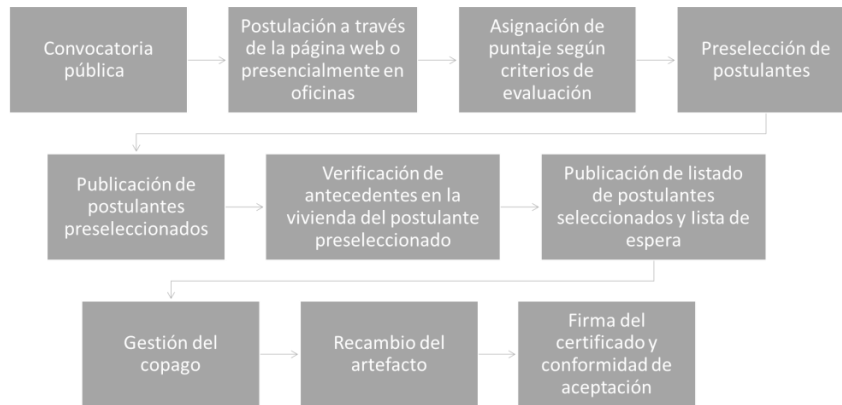 Convocatoria
pública
Postulación a través
de la página web o
presencialmente en
oficinas
Asignación de
puntaje según
criterios de
evaluación
Preselección de
postulantes
Publicación de
postulantes
preseleccionados
Verificación de
antecedentes en la
vivienda del postulante
preseleccionado
Publicación de listado
de postulantes
seleccionados y lista de
espera
Gestión del
copago
Recambio del
artefacto
Firma del
certificado y
conformidad de
aceptación